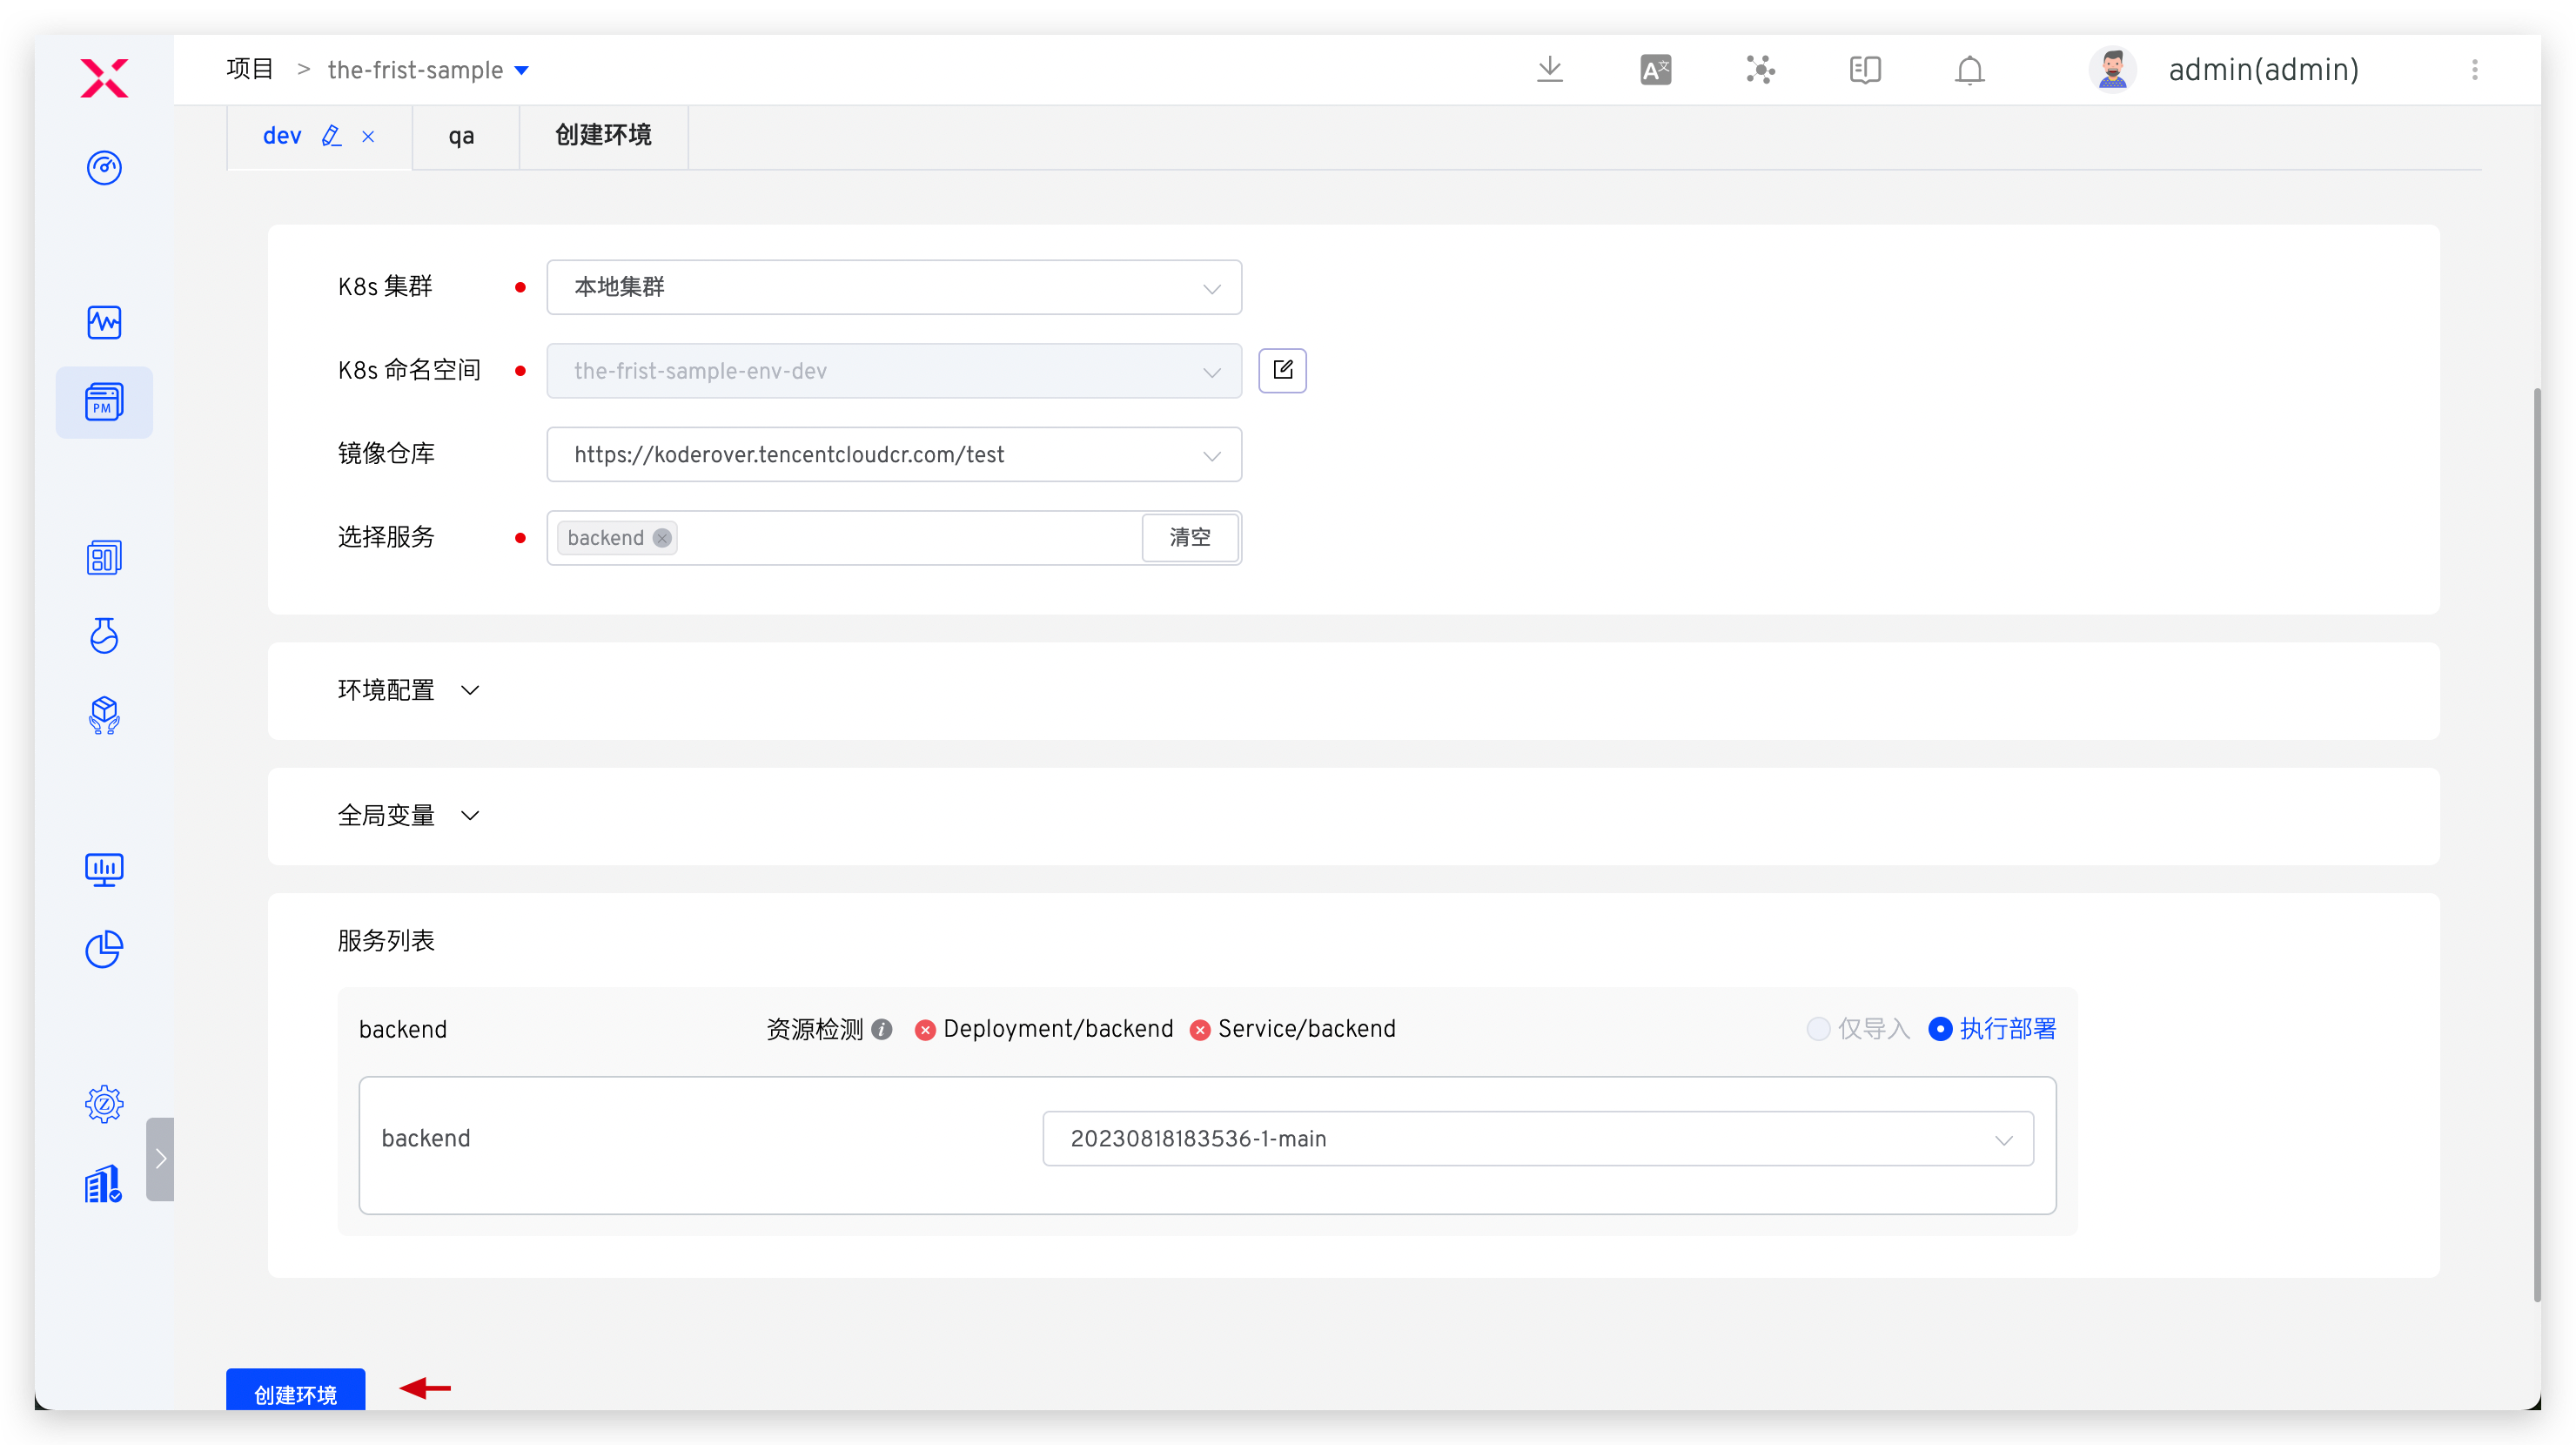 项目 > the-frist-sample
admin(admin)
dev
qa
创建环境
K8s 集群
本地集群
K8s 命名空间
the-frist-sample-env-dev
镜像仓库
https://koderover.tencentcloudcr.com/test
选择服务
backend
清空
PM
环境配置
全局变量
服务列表
backend
资源检测
Deployment/backend
Service/backend
仅导入
执行部署
backend
20230818183536-1-main
创建环境